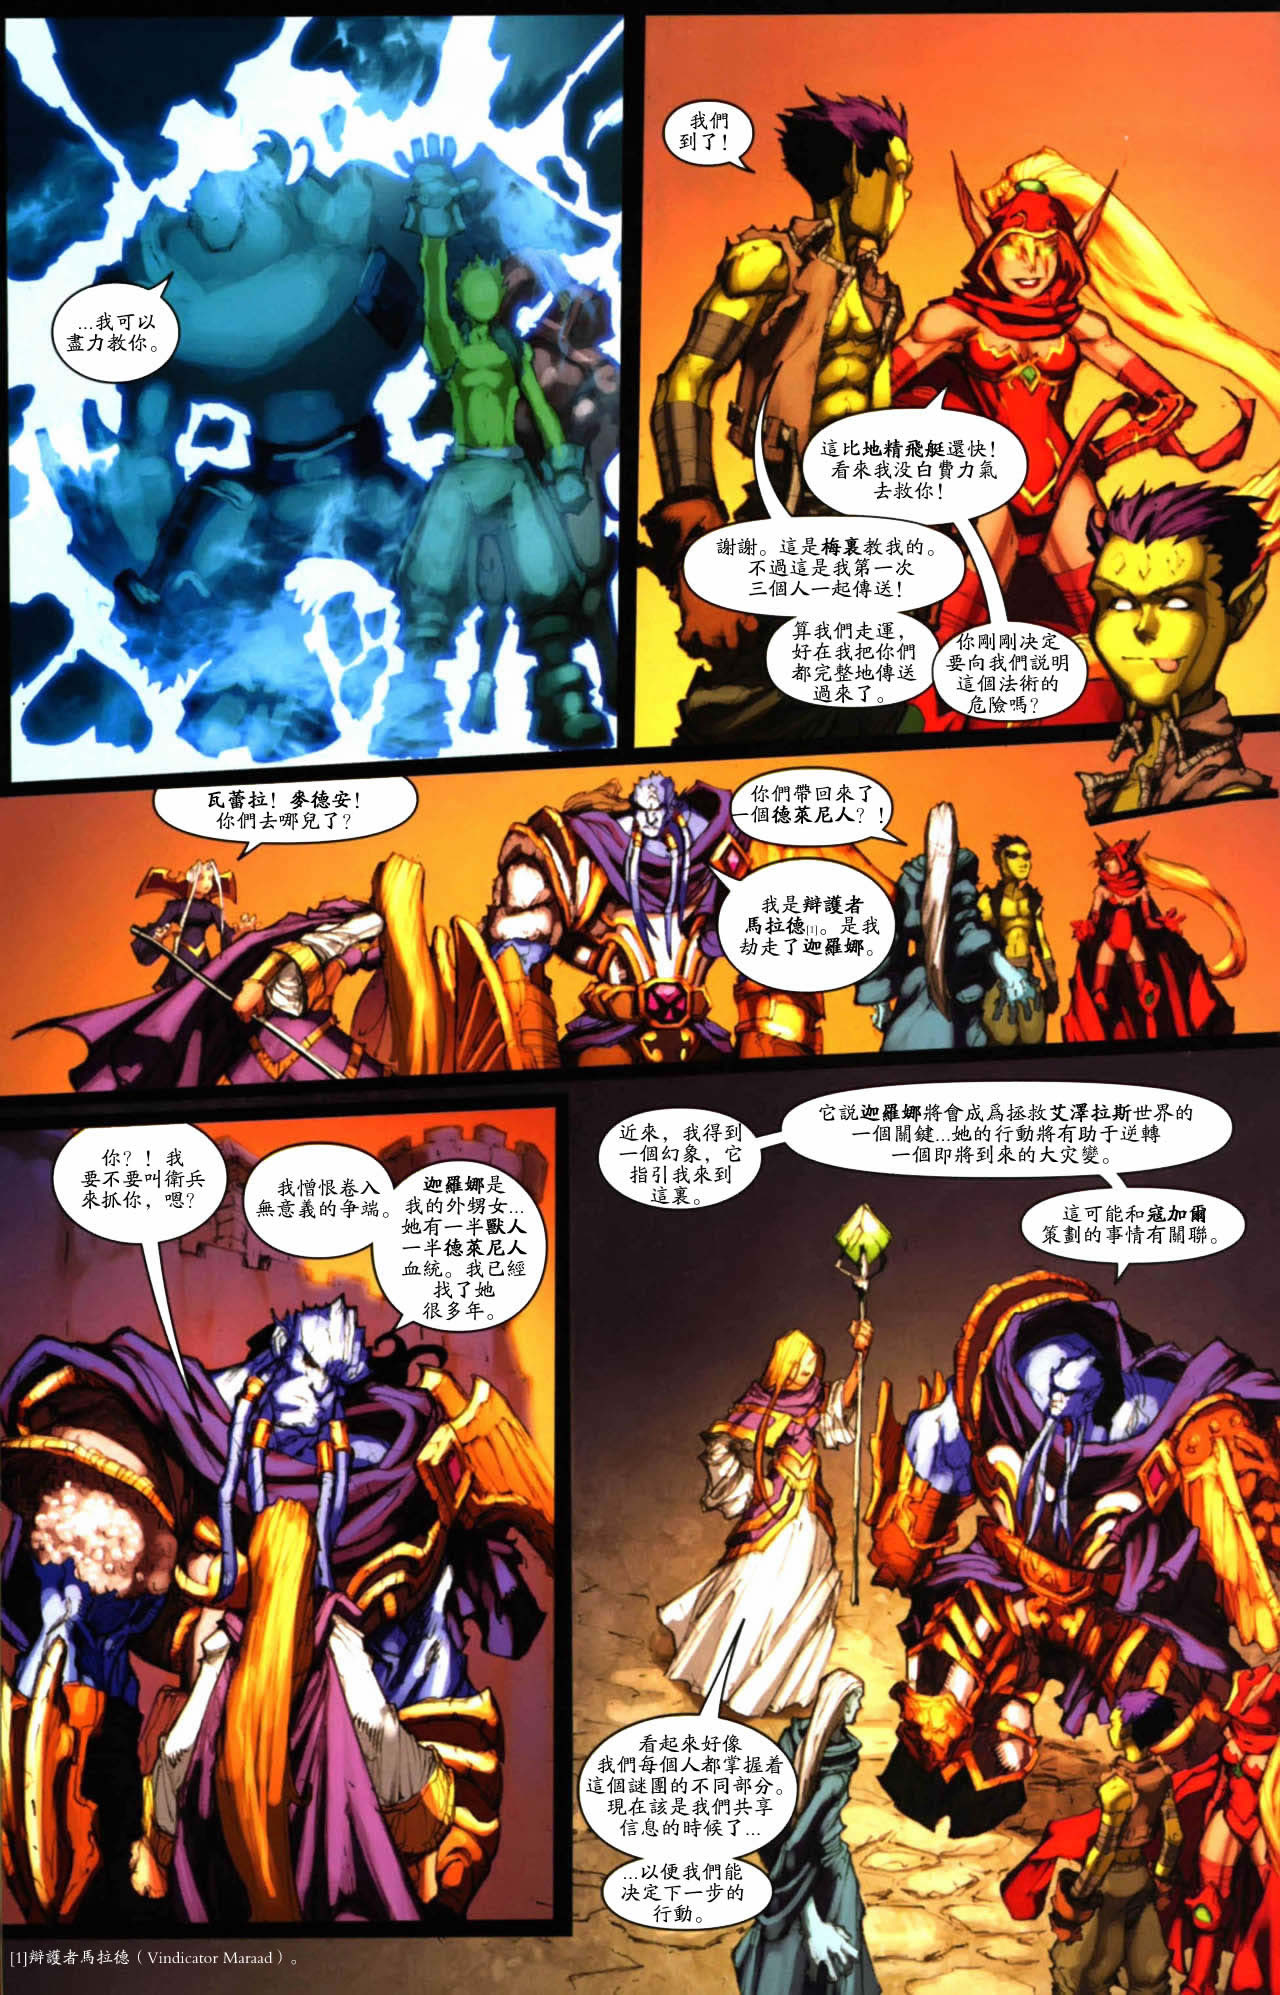 ...我可以
盡力教你。
我們
到了！
這比地精飛艇還快！
看來我没白費力氣
去救你！
謝謝。這是梅裏教我的。
不過這是我第一次
三個人一起傳送！
算我們走運，
好在我把你們
都完整地傳送
過來了。
你剛剛决定
要向我們説明
這個法術的
危險嗎？
瓦蕾拉！麥德安！
你們去哪兒了？
你們帶回來了
一個德萊尼人？！
我是辯護者
馬拉德[1]。是我
劫走了迦羅娜。
你？！我
要不要叫衛兵
來抓你，嗯？
我憎恨卷入
無意義的争端。
迦羅娜是
我的外甥女...
她有一半獸人
一半德萊尼人
血統。我已經
找了她
很多年。
近來，我得到
一個幻象，它
指引我來到
這裏。
它説迦羅娜將會成爲拯救艾澤拉斯世界的
一個關鍵...她的行動將有助于逆轉
一個即將到來的大灾變。
這可能和寇加爾
策劃的事情有關聯。
看起來好像
我們每個人都掌握着
這個謎團的不同部分。
現在該是我們共享
信息的時候了...
...以便我們能
决定下一步的
行動。
[1]辯護者馬拉德（Vindicator Maraad）。